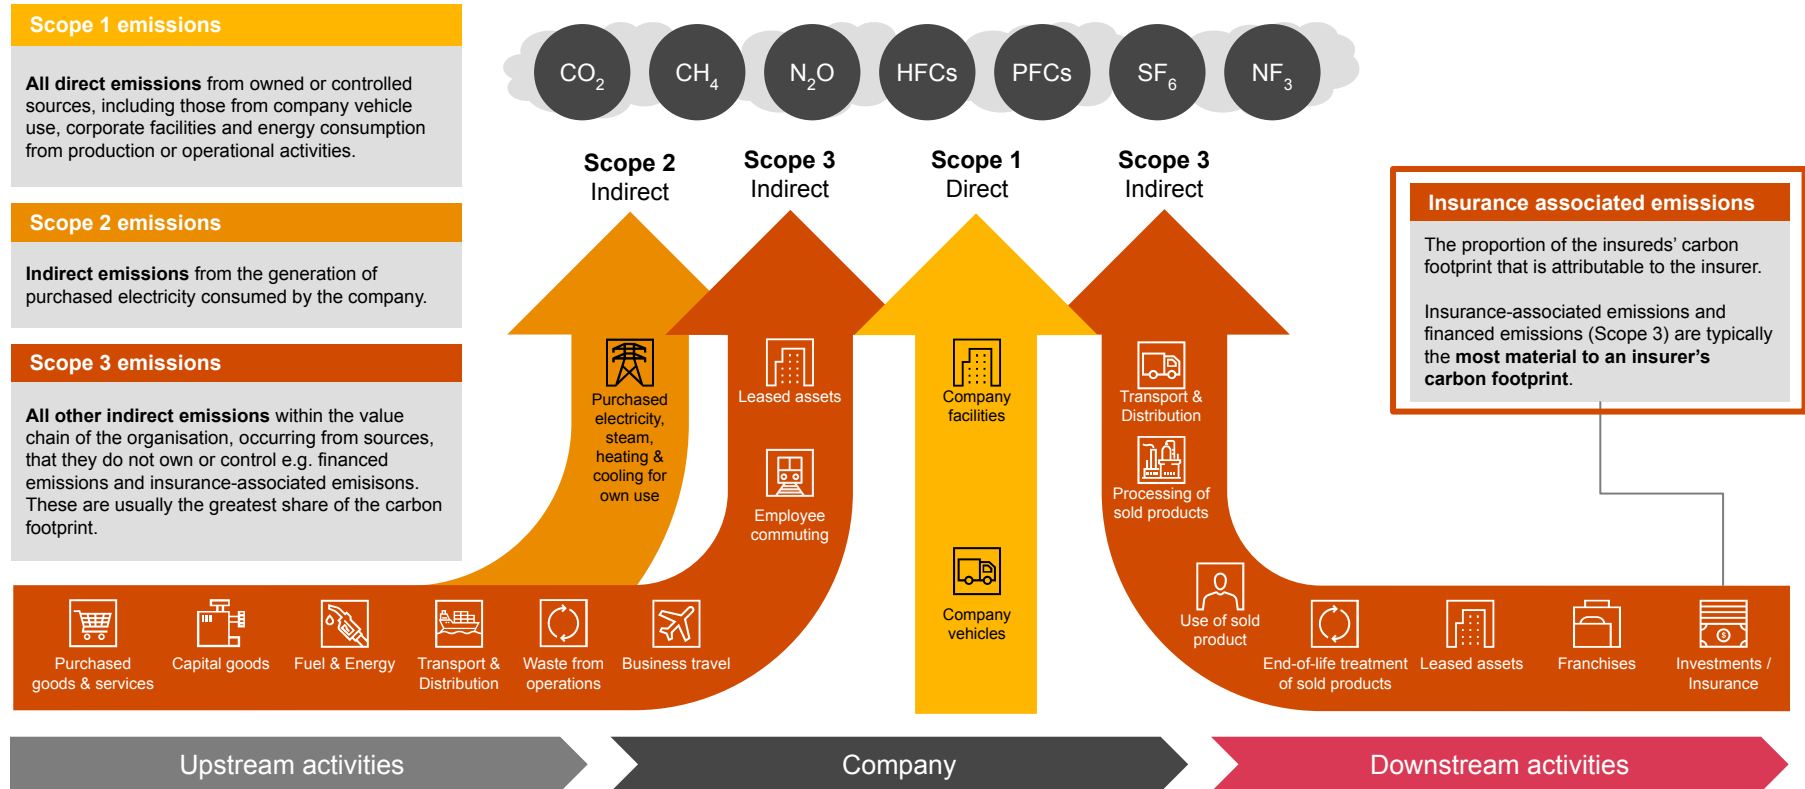 Scope 1 emissions
All direct emissions from owned or controlled
sources, including those from company vehicle
use, corporate facilities and energy consumption
from production or operational activities.
Scope 2 emissions
Indirect emissions from the generation of
purchased electricity consumed by the company.
Scope 3 emissions
All other indirect emissions within the value
chain of the organisation, occurring from sources,
that they do not own or control e.g. financed
emissions and insurance-associated emisisons.
These are usually the greatest share of the carbon
footprint.
CO2
CH4
N2O
HFCs
PFCs
SF6
NF3
Scope 2
Indirect
Scope 3
Indirect
Scope 1
Direct
Scope 3
Indirect
Purchased
electricity,
steam,
heating &
cooling for
own use
Leased assets
Employee
commuting
Company
facilities
Company
vehicles
Transport &
Distribution
Processing of
sold products
Use of sold
product
Insurance associated emissions
The proportion of the insureds' carbon
footprint that is attributable to the insurer.
Insurance-associated emissions and
financed emissions (Scope 3) are typically
the most material to an insurer's
carbon footprint.
Purchased
goods & services
Capital goods
Fuel & Energy
Transport &
Distribution
Waste from
operations
Business travel
End-of-life treatment
of sold products
Leased assets
Franchises
$
Investments /
Insurance
Upstream activities
Company
Downstream activities